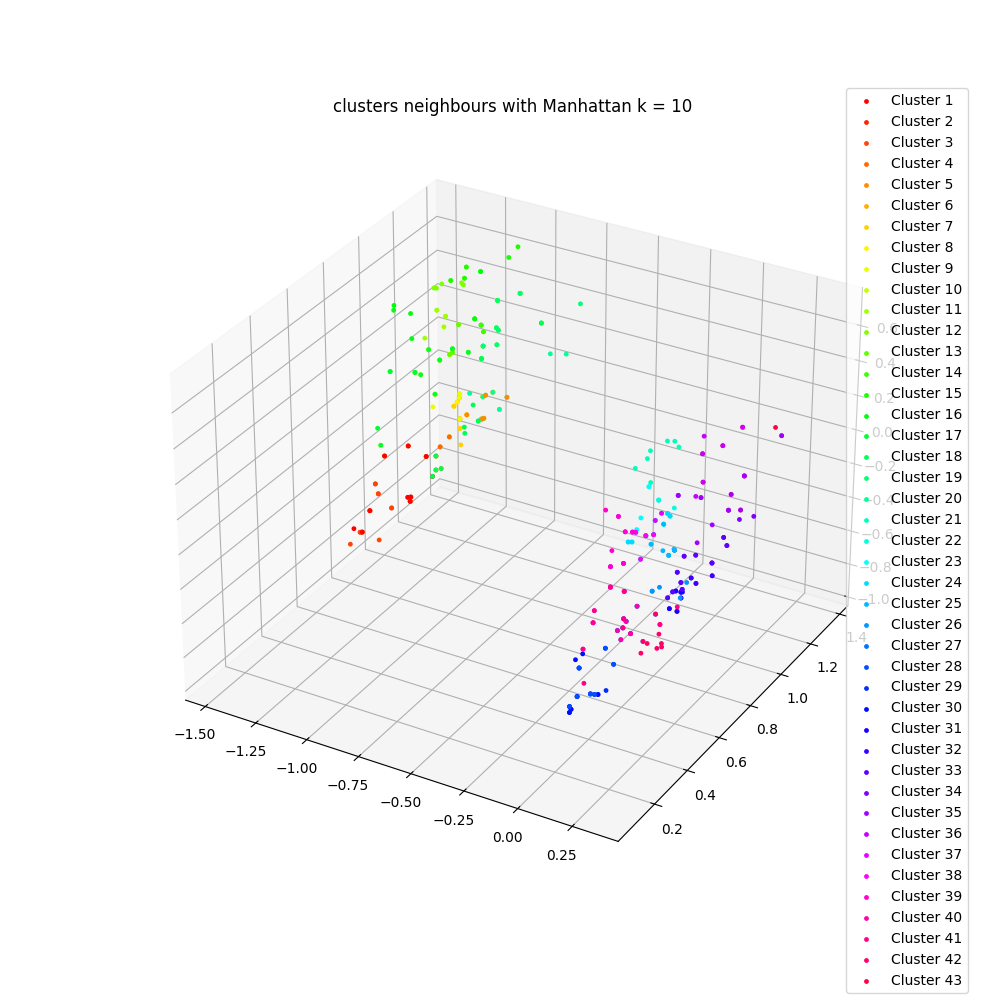 clusters neighbours with Manhattan k = 10
Cluster 1
Cluster 2
Cluster 3
Cluster 4
Cluster 5
Cluster 6
Cluster 7
Cluster 8
Cluster 9
Cluster 10
Cluster 11
Cluster 12
Cluster 13
Cluster 14
Cluster 15
Cluster 16
Cluster 17
Cluster 18
Cluster 19
Cluster 20
Cluster 21
Cluster 22
Cluster 23
Cluster 24
Cluster 25
Cluster 26
Cluster 27
Cluster 28
Cluster 29
Cluster 30
Cluster 31
Cluster 32
Cluster 33
Cluster 34
Cluster 35
Cluster 36
Cluster 37
Cluster 38
Cluster 39
Cluster 40
Cluster 41
Cluster 42
Cluster 43
0.6
0.4
0.2
0.0
−0.2
−0.4
−0.6
−0.8
−1.0
1.4
1.2
1.0
0.8
0.6
0.4
0.2
−1.50
−1.25
−1.00
−0.75
−0.50
−0.25
0.00
0.25